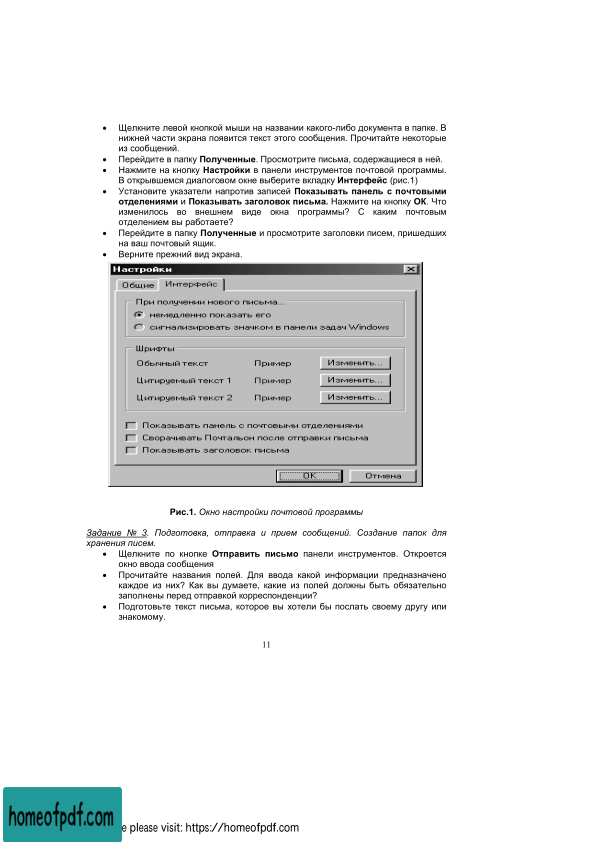 • Щелкните левой кнопкой мыши на названии какого-либо документа в папке. В
нижней части экрана появится текст этого сообщения. Прочитайте некоторые
из сообщений.
• Перейдите в папку Полученные. Просмотрите письма, содержащиеся в ней.
• Нажмите на кнопку Настройки в панели инструментов почтовой программы.
В открывшемся диалоговом окне выберите вкладку Интерфейс (рис.1)
• Установите указатели напротив записей Показывать панель с почтовыми
отделениями и Показывать заголовок письма. Нажмите на кнопку ОК. Что
изменилось во внешнем виде окна программы? С каким почтовым
отделением вы работаете?
• Перейдите в папку Полученные и просмотрите заголовки писем, пришедших
на ваш почтовый ящик.
• Верните прежний вид экрана.
Настройки
Общие Интерфейс
При получении нового письма...
немедленно показать его
сигнализировать значком в панели задач Windows
Шрифты
Обычный текст Пример Изменить...
Цитируемый текст 1 Пример Изменить...
Цитируемый текст 2 Пример Изменить...
Показывать панель с почтовыми отделениями
Сворачивать Почтальон после отправки письма
Показывать заголовок письма
OK Отмена
Рис.1. Окно настройки почтовой программы
Задание № 3. Подготовка, отправка и прием сообщений. Создание папок для
хранения писем.
• Щелкните по кнопке Отправить письмо панели инструментов. Откроется
окно ввода сообщения
• Прочитайте названия полей. Для ввода какой информации предназначено
каждое из них? Как вы думаете, какие из полей должны быть обязательно
заполнены перед отправкой корреспонденции?
• Подготовьте текст письма, которое вы хотели бы послать своему другу или
знакомому.
11
homeofpdf.com
e please visit: https://homeofpdf.com